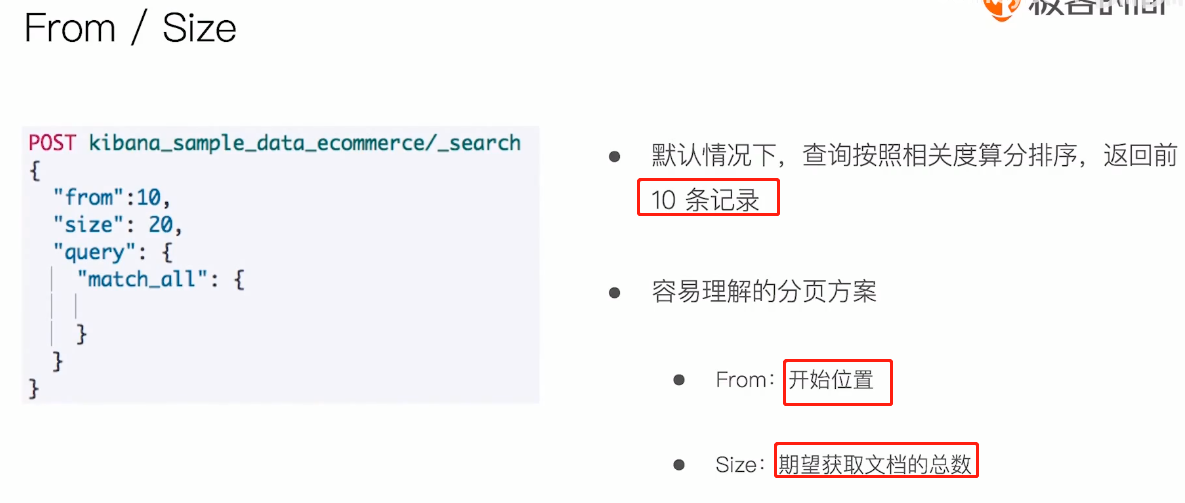 From / Size
POST kibana_sample_data_ecommerce/_search
{
"from":10,
"size": 20,
"query": {
"match_all": {
}
}
}
默认情况下，查询按照相关度算分排序，返回前
10 条记录
容易理解的分页方案
From：开始位置
Size：期望获取文档的总数